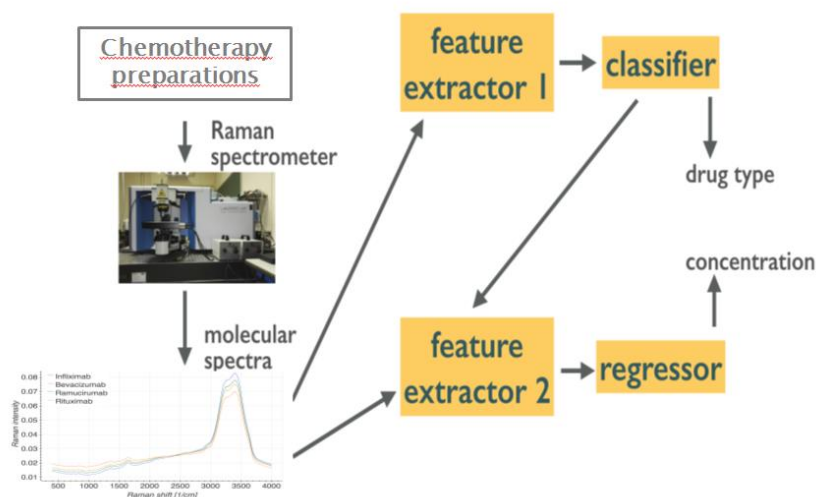 Chemotherapy
preparations
Raman
spectrometer
molecular
spectra
Infliximab
Bevacizumab
Ramucirumab
Rituximab
0.08
0.07
0.06
0.05
0.04
0.03
0.02
0.01
500
1000
1500
2000
2500
3000
3500
4000
Raman intensity
Raman shift [1/cm]
feature
extractor 1
classifier
drug type
concentration
feature
extractor 2
regressor